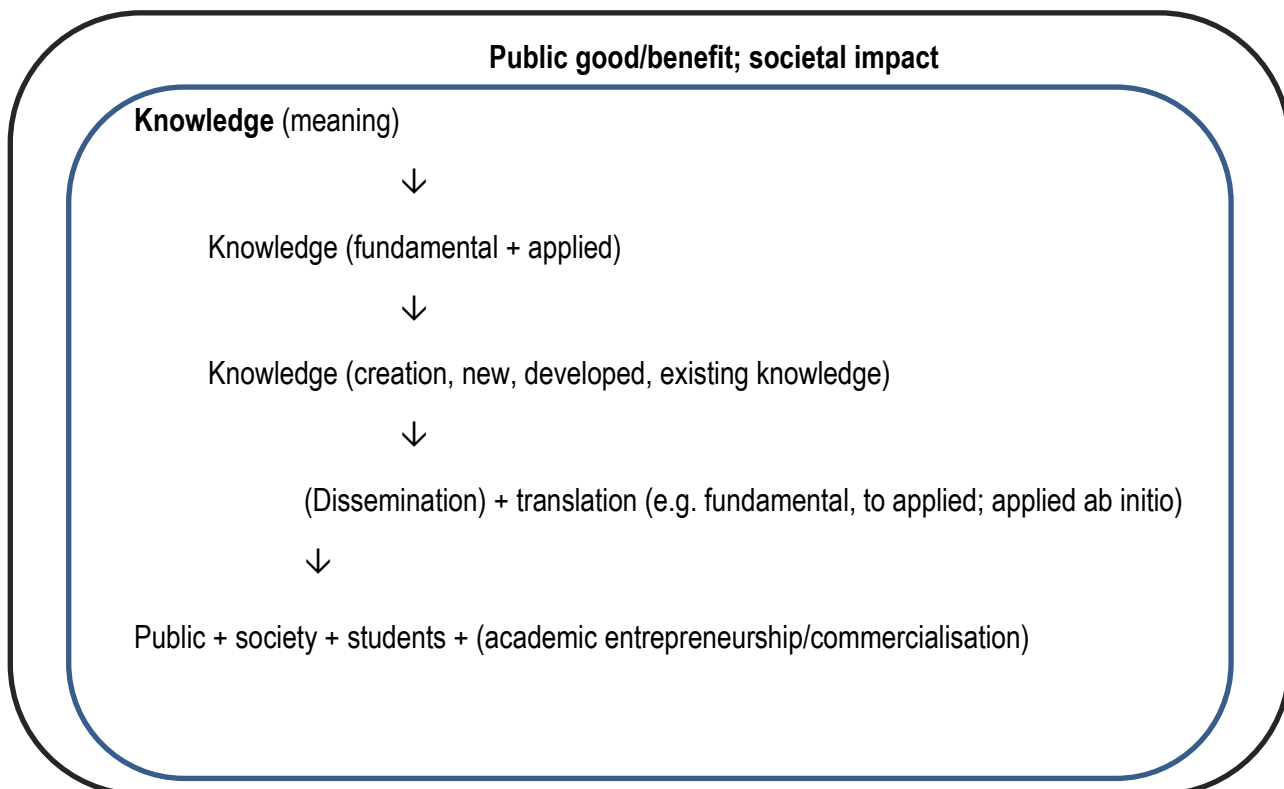 Public good/benefit; societal impact
Knowledge (meaning)
↓
Knowledge (fundamental + applied)
↓
Knowledge (creation, new, developed, existing knowledge)
↓
(Dissemination) + translation (e.g. fundamental, to applied; applied ab initio)
↓
Public + society + students + (academic entrepreneurship/commercialisation)